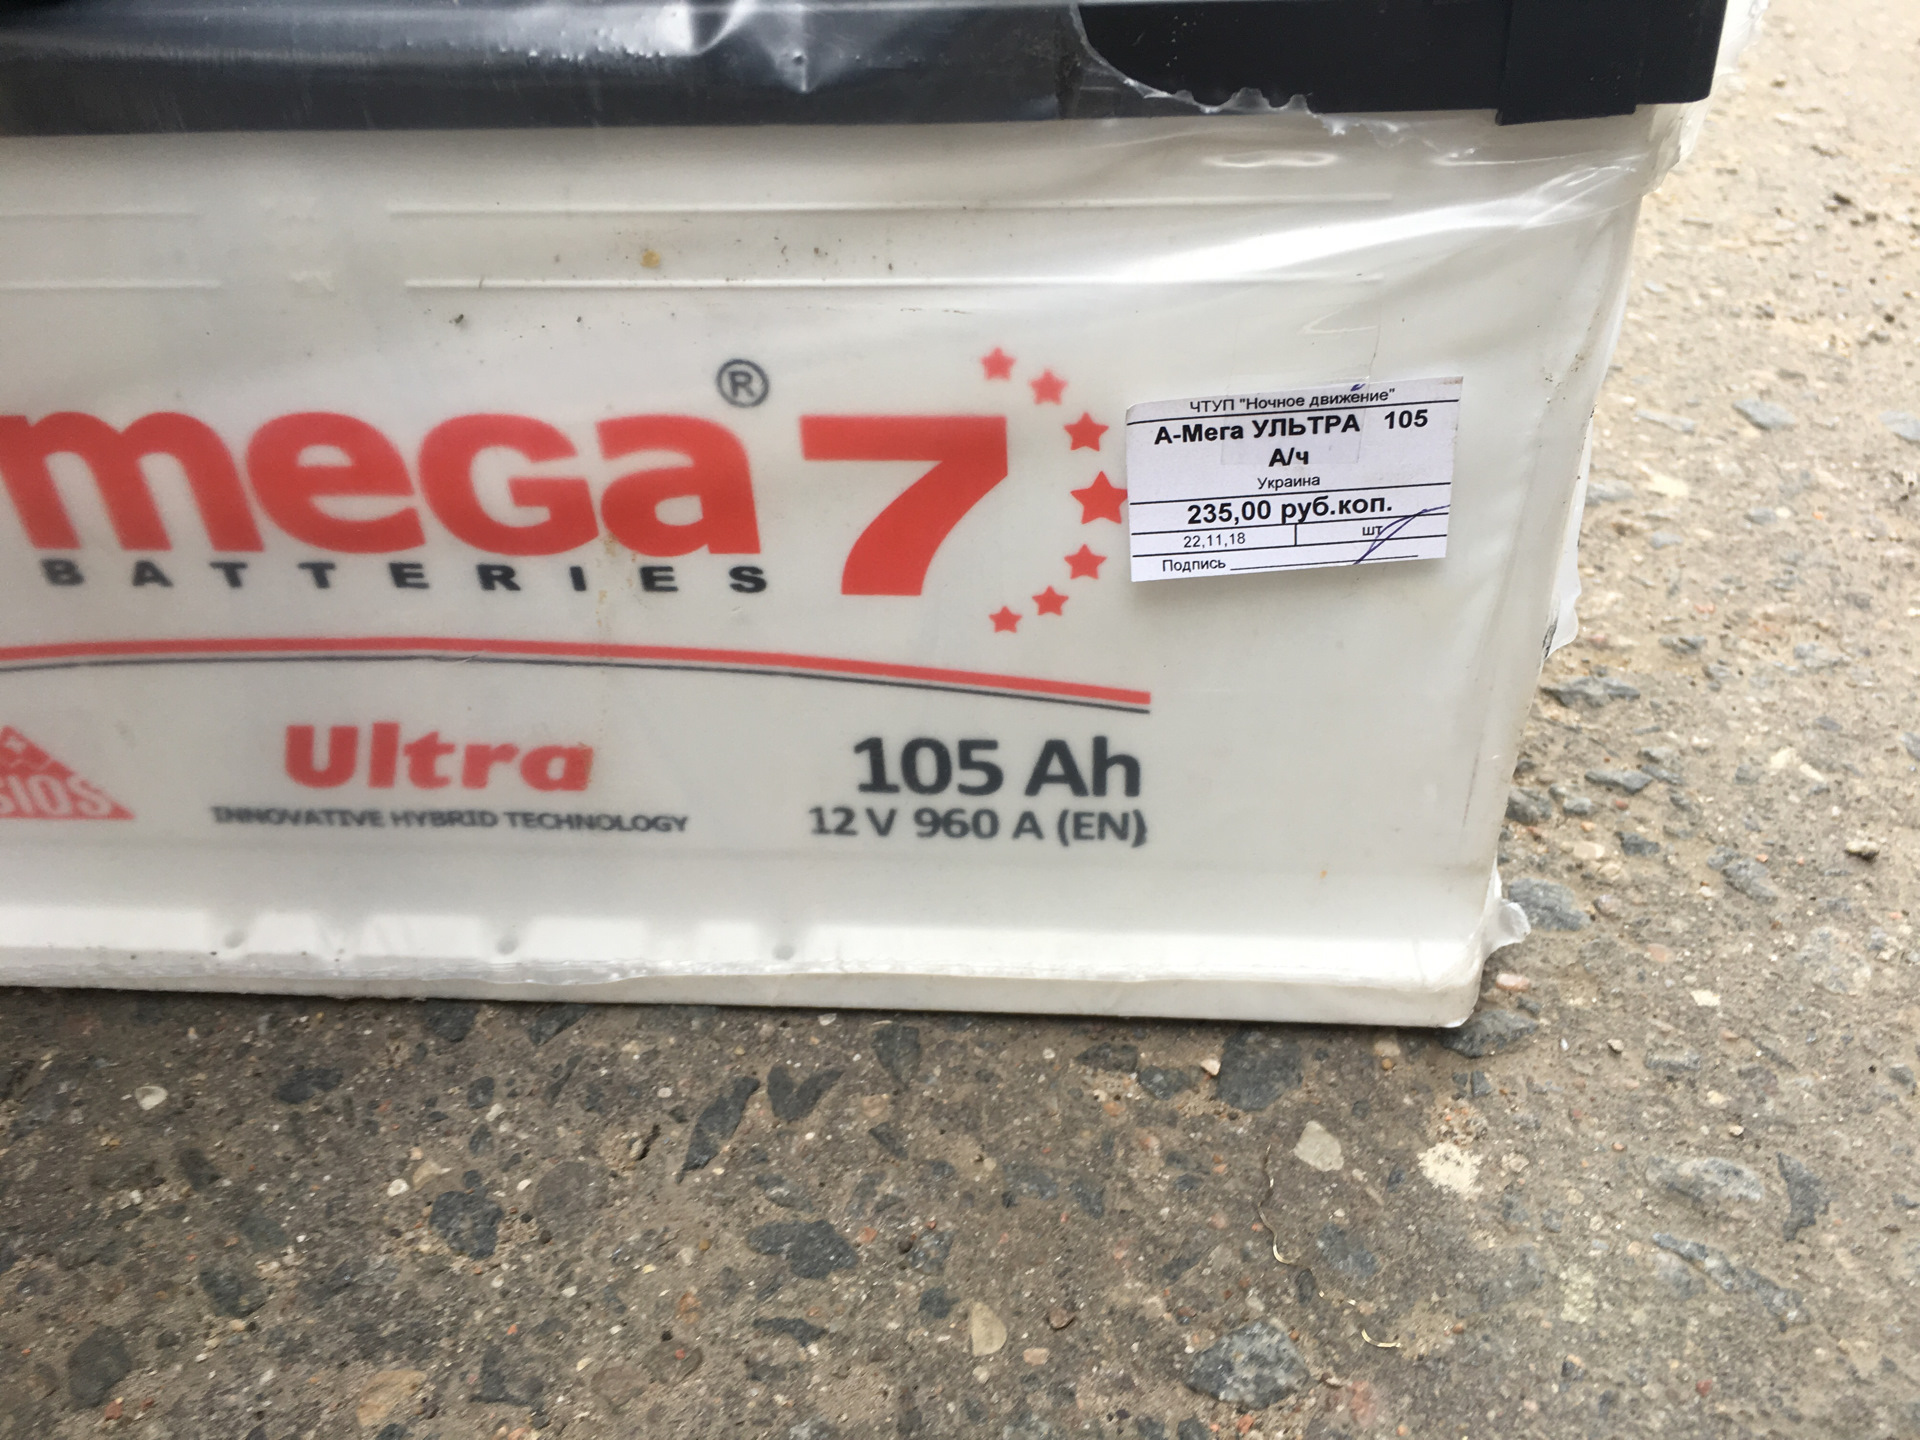 mega 7
®
BATTERIES
Ultra
INNOVATIVE HYBRID TECHNOLOGY
105 Ah
12 V 960 A (EN)
ЧТУП "Ночное движение"
А-Мега УЛЬТРА 105
А/ч
Украина
235,00 руб.коп.
22,11,18 шт
Подпись